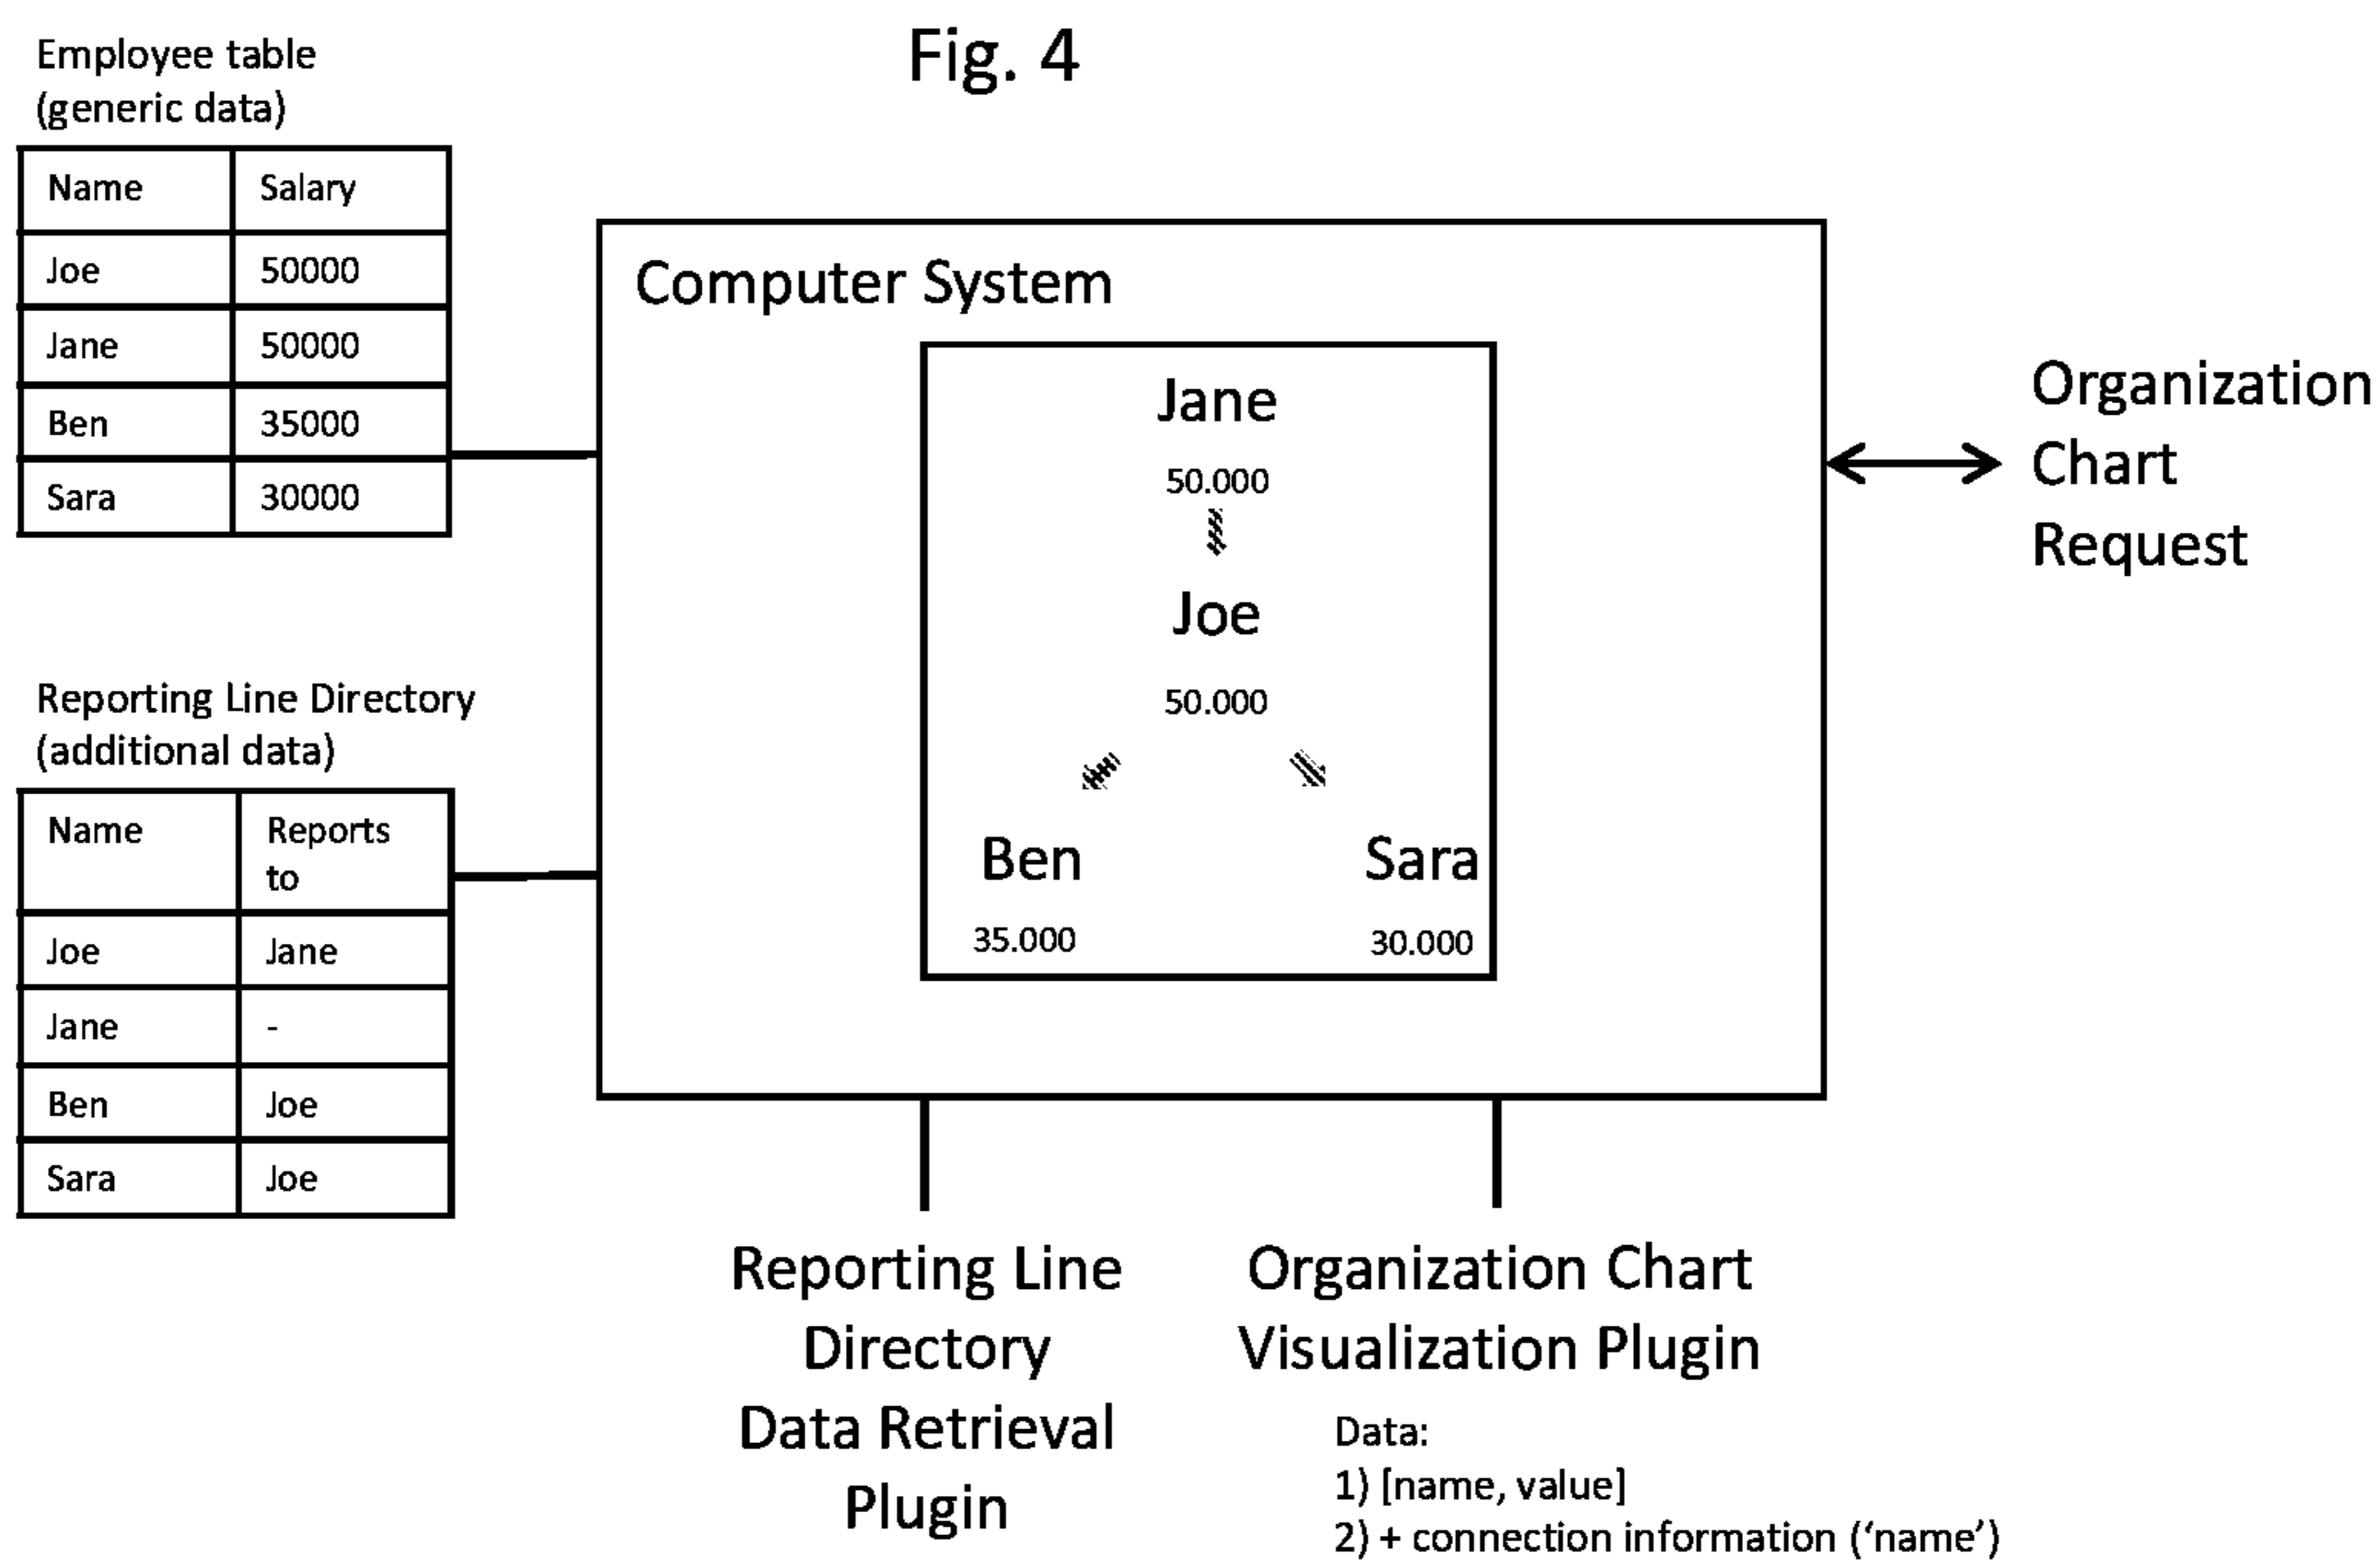 Fig. 4
Employee table
(generic data)
Name Salary
Joe 50000
Jane 50000
Ben 35000
Sara 30000
Reporting Line Directory
(additional data)
Name Reports
to
Joe Jane
Jane -
Ben Joe
Sara Joe
Computer System
Jane
50.000
Joe
50.000
Ben Sara
35.000 30.000
Organization
Chart
Request
Reporting Line
Directory
Data Retrieval
Plugin
Organization Chart
Visualization Plugin
Data:
1) [name, value]
2) + connection information (‘name’)